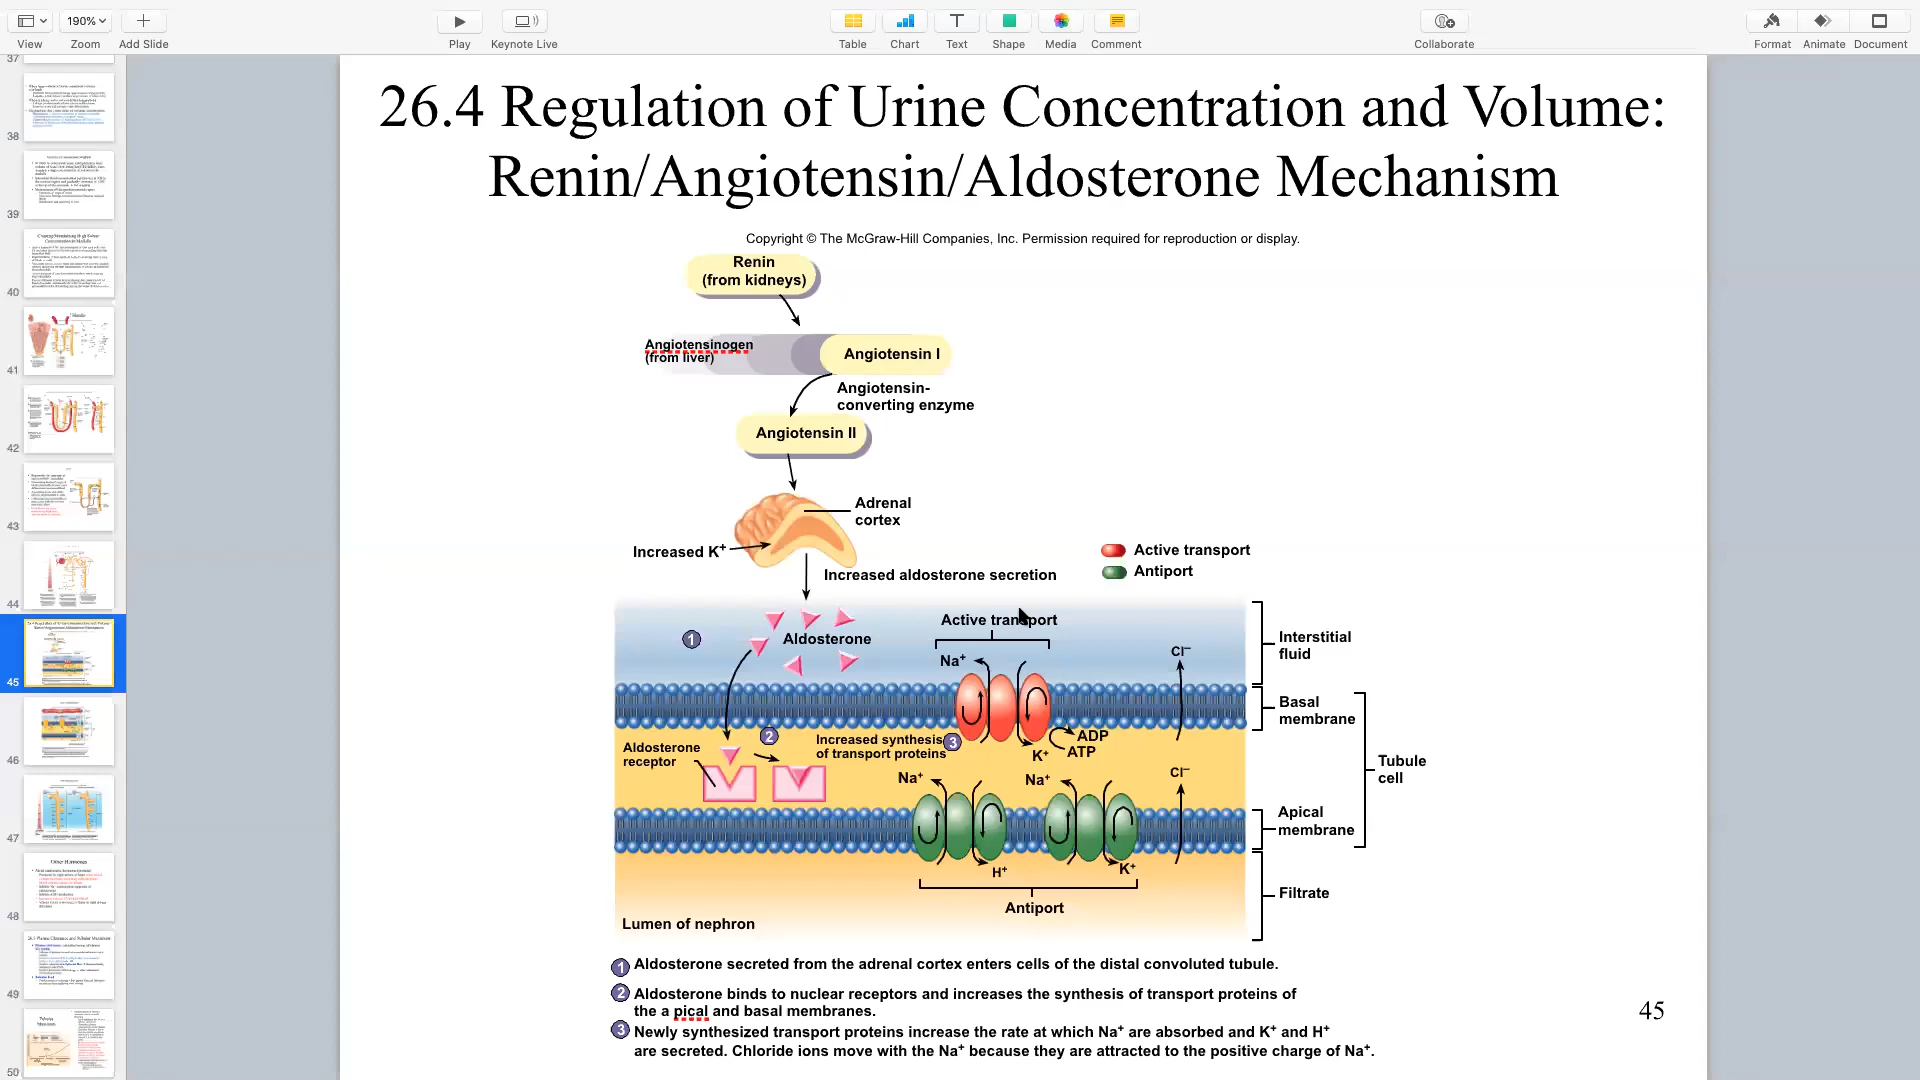 190%
View
Zoom
Add Slide
Play
Keynote Live
Table
Chart
Text
Shape
Media
Comment
Collaborate
Format
Animate
Document
37
38
39
40
41
42
43
44
45
46
47
48
49
50
26.4 Regulation of Urine Concentration and Volume:
Renin/Angiotensin/Aldosterone Mechanism
Copyright © The McGraw-Hill Companies, Inc. Permission required for reproduction or display.
Renin
(from kidneys)
Angiotensinogen
(from liver)
Angiotensin I
Angiotensin-
converting enzyme
Angiotensin II
Adrenal
cortex
Increased K⁺
Increased aldosterone secretion
Active transport
Antiport
1
Aldosterone
Active transport
Na⁺
Cl⁻
Interstitial
fluid
Basal
membrane
2
Increased synthesis
of transport proteins
3
Aldosterone
receptor
K⁺
ADP
ATP
Na⁺
Na⁺
Cl⁻
Tubule
cell
Apical
membrane
H⁺
K⁺
Antiport
Filtrate
Lumen of nephron
1 Aldosterone secreted from the adrenal cortex enters cells of the distal convoluted tubule.
2 Aldosterone binds to nuclear receptors and increases the synthesis of transport proteins of
the a pical and basal membranes.
3 Newly synthesized transport proteins increase the rate at which Na⁺ are absorbed and K⁺ and H⁺
are secreted. Chloride ions move with the Na⁺ because they are attracted to the positive charge of Na⁺.
45